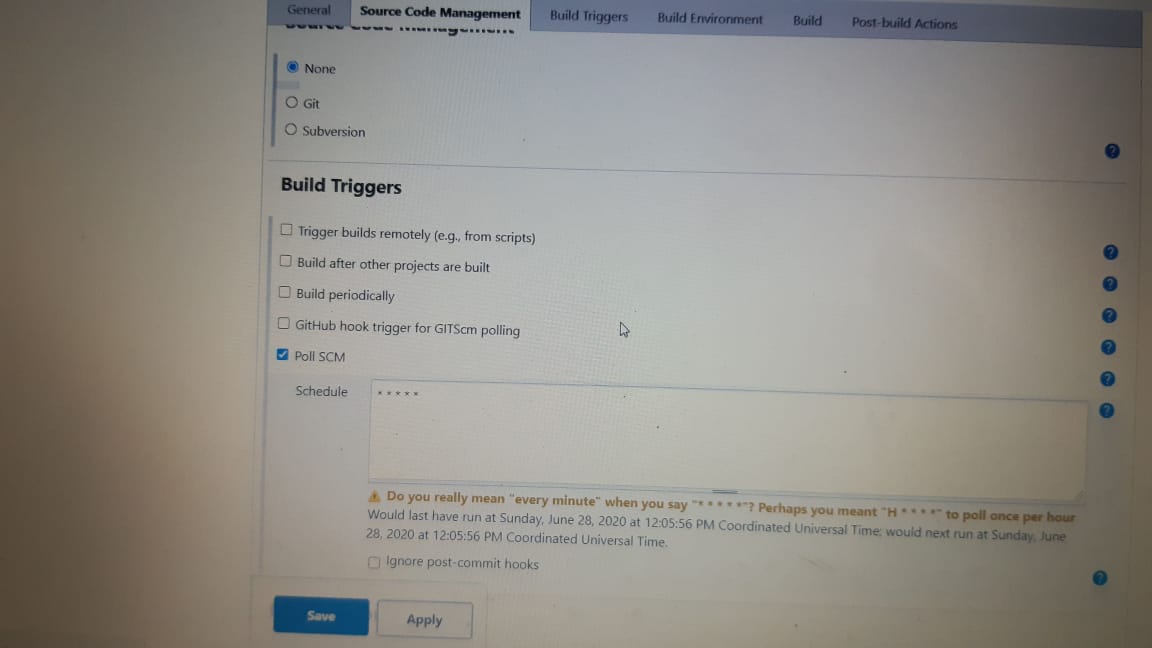 General Source Code Management Build Triggers Build Environment Build Post-build Actions
Source Code Management
None
Git
Subversion
Build Triggers
Trigger builds remotely (e.g., from scripts)
Build after other projects are built
Build periodically
GitHub hook trigger for GITScm polling
Poll SCM
Schedule * * * * *
Do you really mean "every minute" when you say "* * * * *"? Perhaps you meant "H * * * *" to poll once per hour
Would last have run at Sunday, June 28, 2020 at 12:05:56 PM Coordinated Universal Time; would next run at Sunday, June
28, 2020 at 12:05:56 PM Coordinated Universal Time.
Ignore post-commit hooks
Save Apply